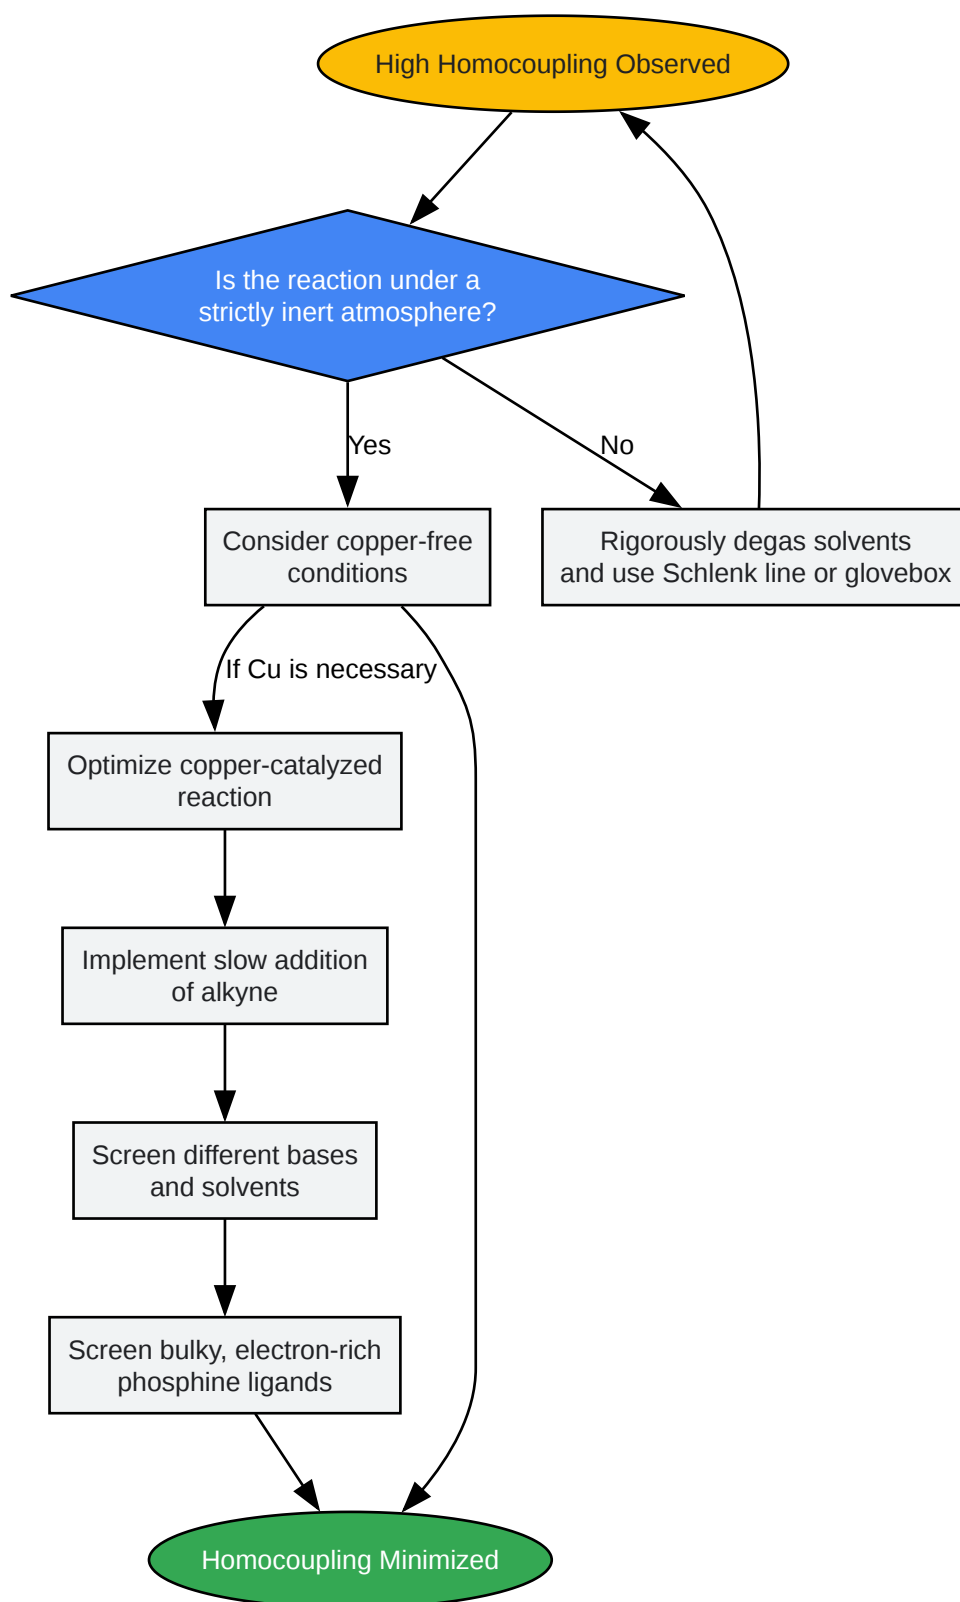 High Homocoupling Observed
Is the reaction under a
strictly inert atmosphere?
Yes
No
Consider copper-free
conditions
Rigorously degas solvents
and use Schlenk line or glovebox
If Cu is necessary
Optimize copper-catalyzed
reaction
Implement slow addition
of alkyne
Screen different bases
and solvents
Screen bulky, electron-rich
phosphine ligands
Homocoupling Minimized